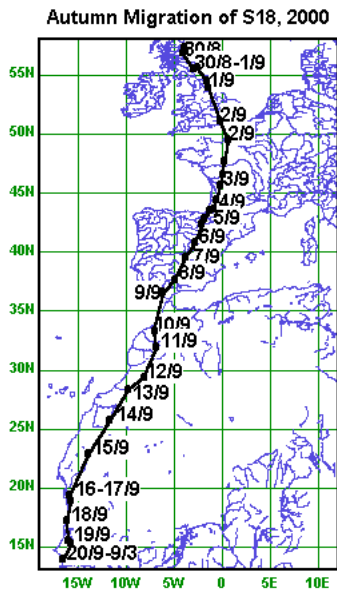 Autumn Migration of S18, 2000
30/8
55N
30/8-1/9
1/9
50N
2/9
2/9
45N
3/9
4/9
5/9
40N
6/9
7/9
8/9
35N
9/9
10/9
11/9
30N
12/9
13/9
25N
14/9
15/9
20N
16-17/9
18/9
15N
19/9
20/9-9/3
15W 10W 5W 0 5E 10E